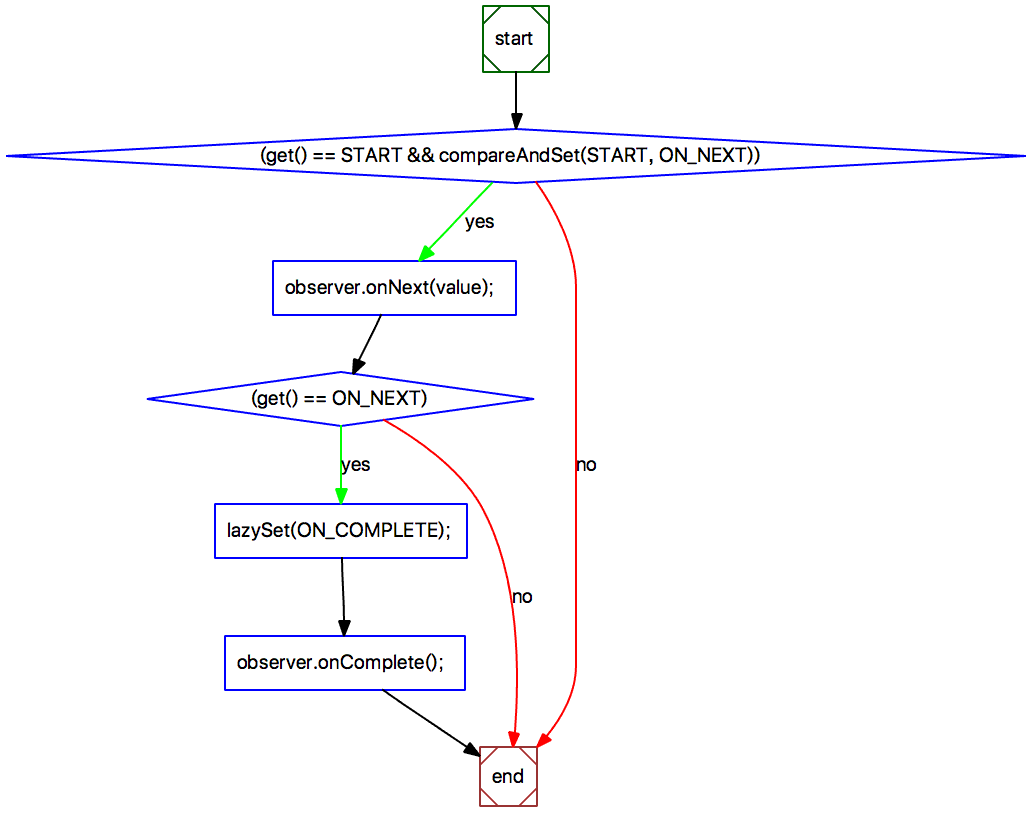 start
(get() == START && compareAndSet(START, ON_NEXT))
yes
observer.onNext(value);
(get() == ON_NEXT)
yes
no
lazySet(ON_COMPLETE);
no
observer.onComplete();
end